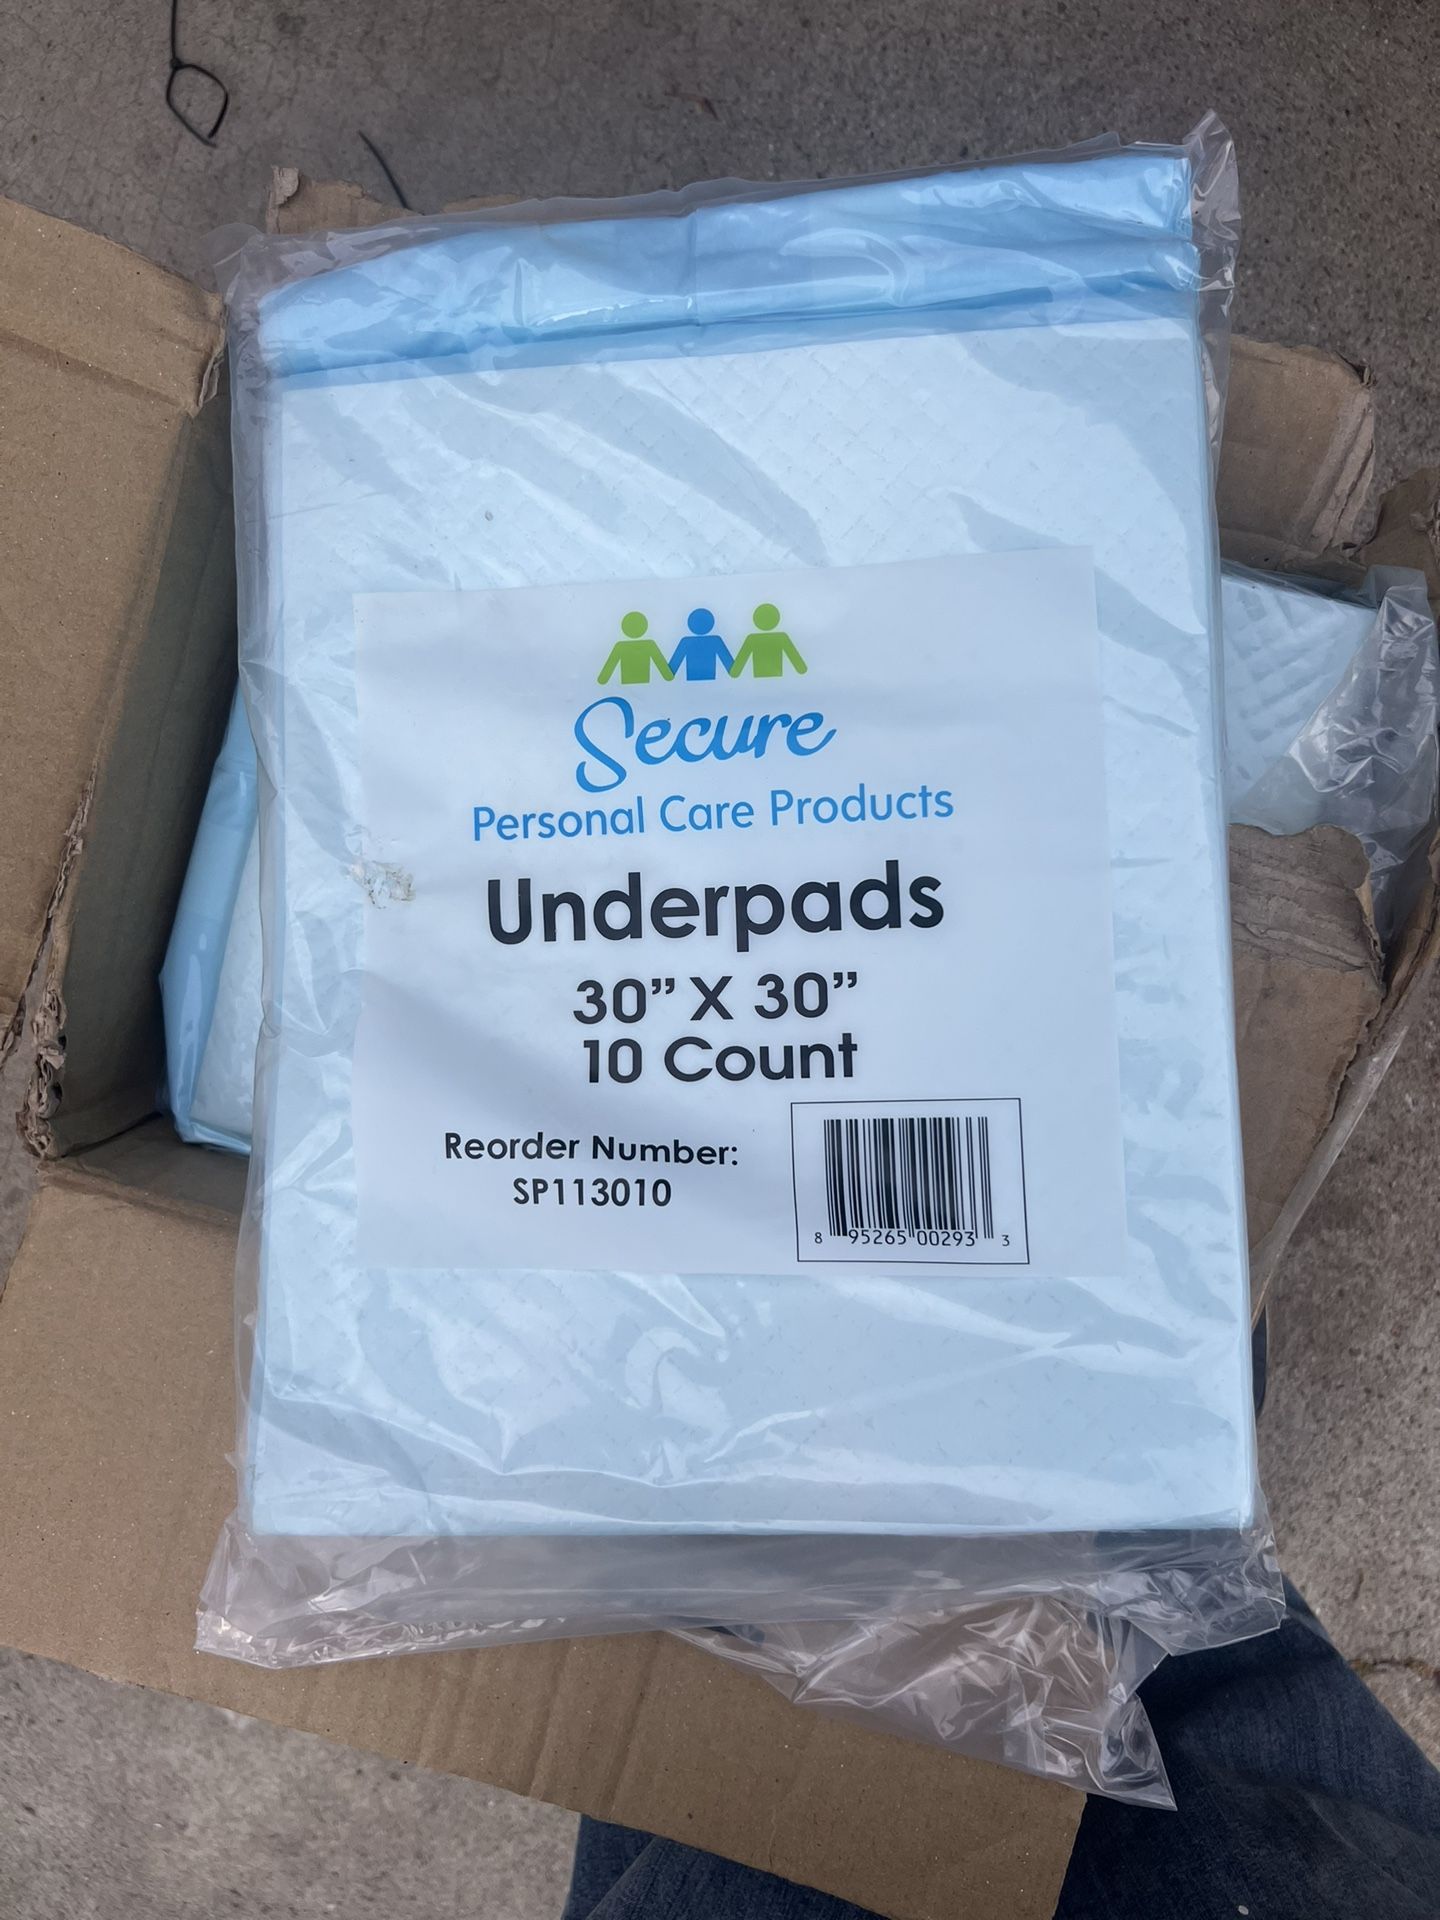 Secure
Personal Care Products
Underpads
30” X 30”
10 Count
Reorder Number:
SP113010
8 95265 00293 3